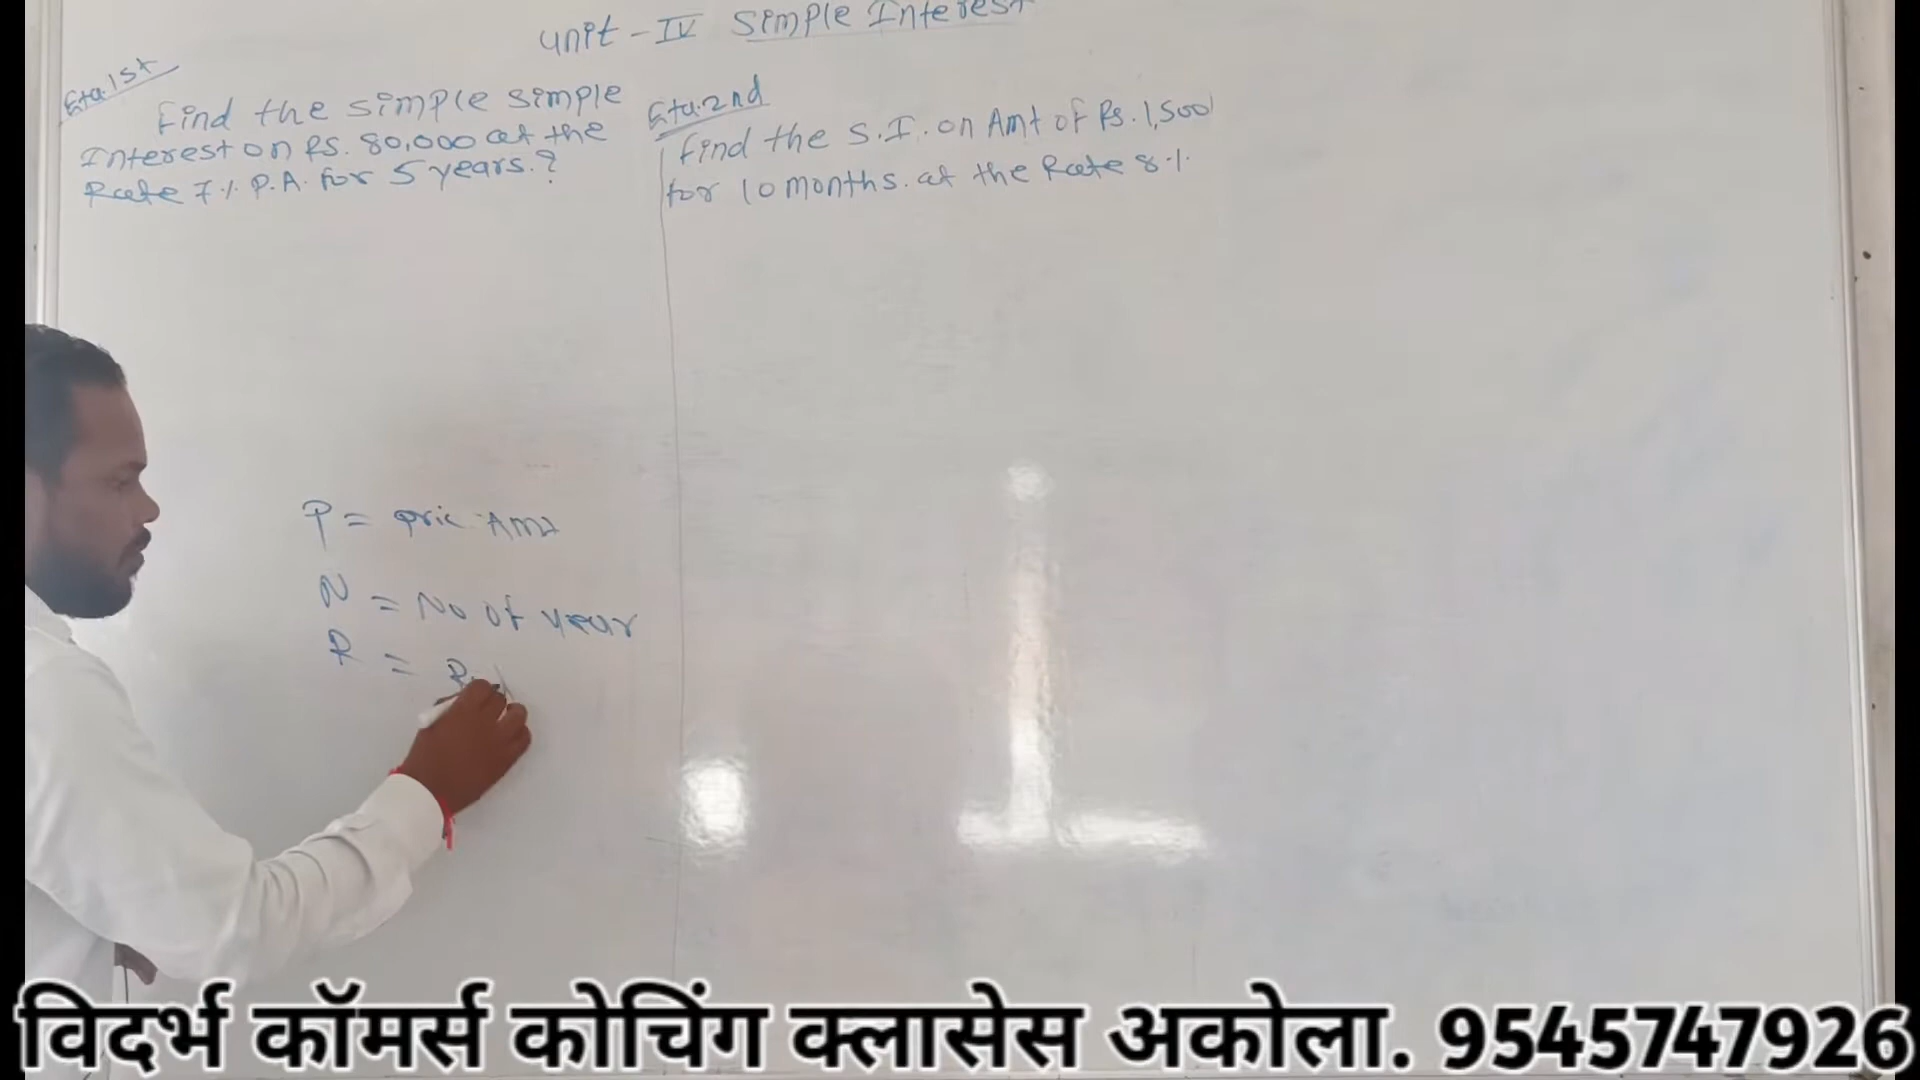 Unit - IV Simple Interest
Eta.1st
Find the simple simple
Interest on Rs. 80,000 at the
Rate 7% P.A. for 5 years.?
Eta.2nd
Find the S.I. on Amt of Rs. 1,500
for 10 months. at the Rate 8%
P = pric Amt
N = No of year
R =
विदर्भ कॉमर्स कोचिंग क्लासेस अकोला. 9545747926